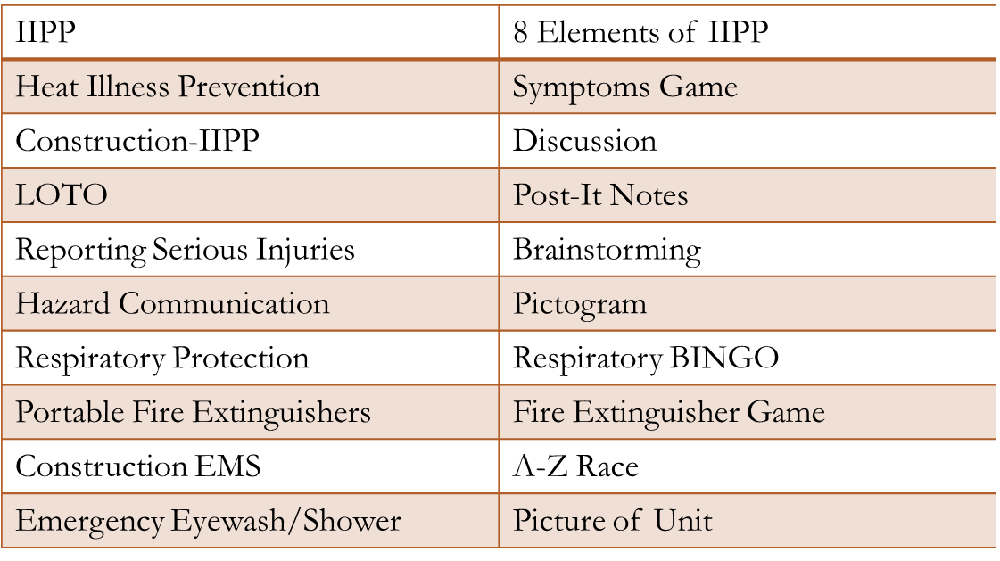 IIPP 8 Elements of IIPP
Heat Illness Prevention Symptoms Game
Construction-IIPP Discussion
LOTO Post-It Notes
Reporting Serious Injuries Brainstorming
Hazard Communication Pictogram
Respiratory Protection Respiratory BINGO
Portable Fire Extinguishers Fire Extinguisher Game
Construction EMS A-Z Race
Emergency Eyewash/Shower Picture of Unit